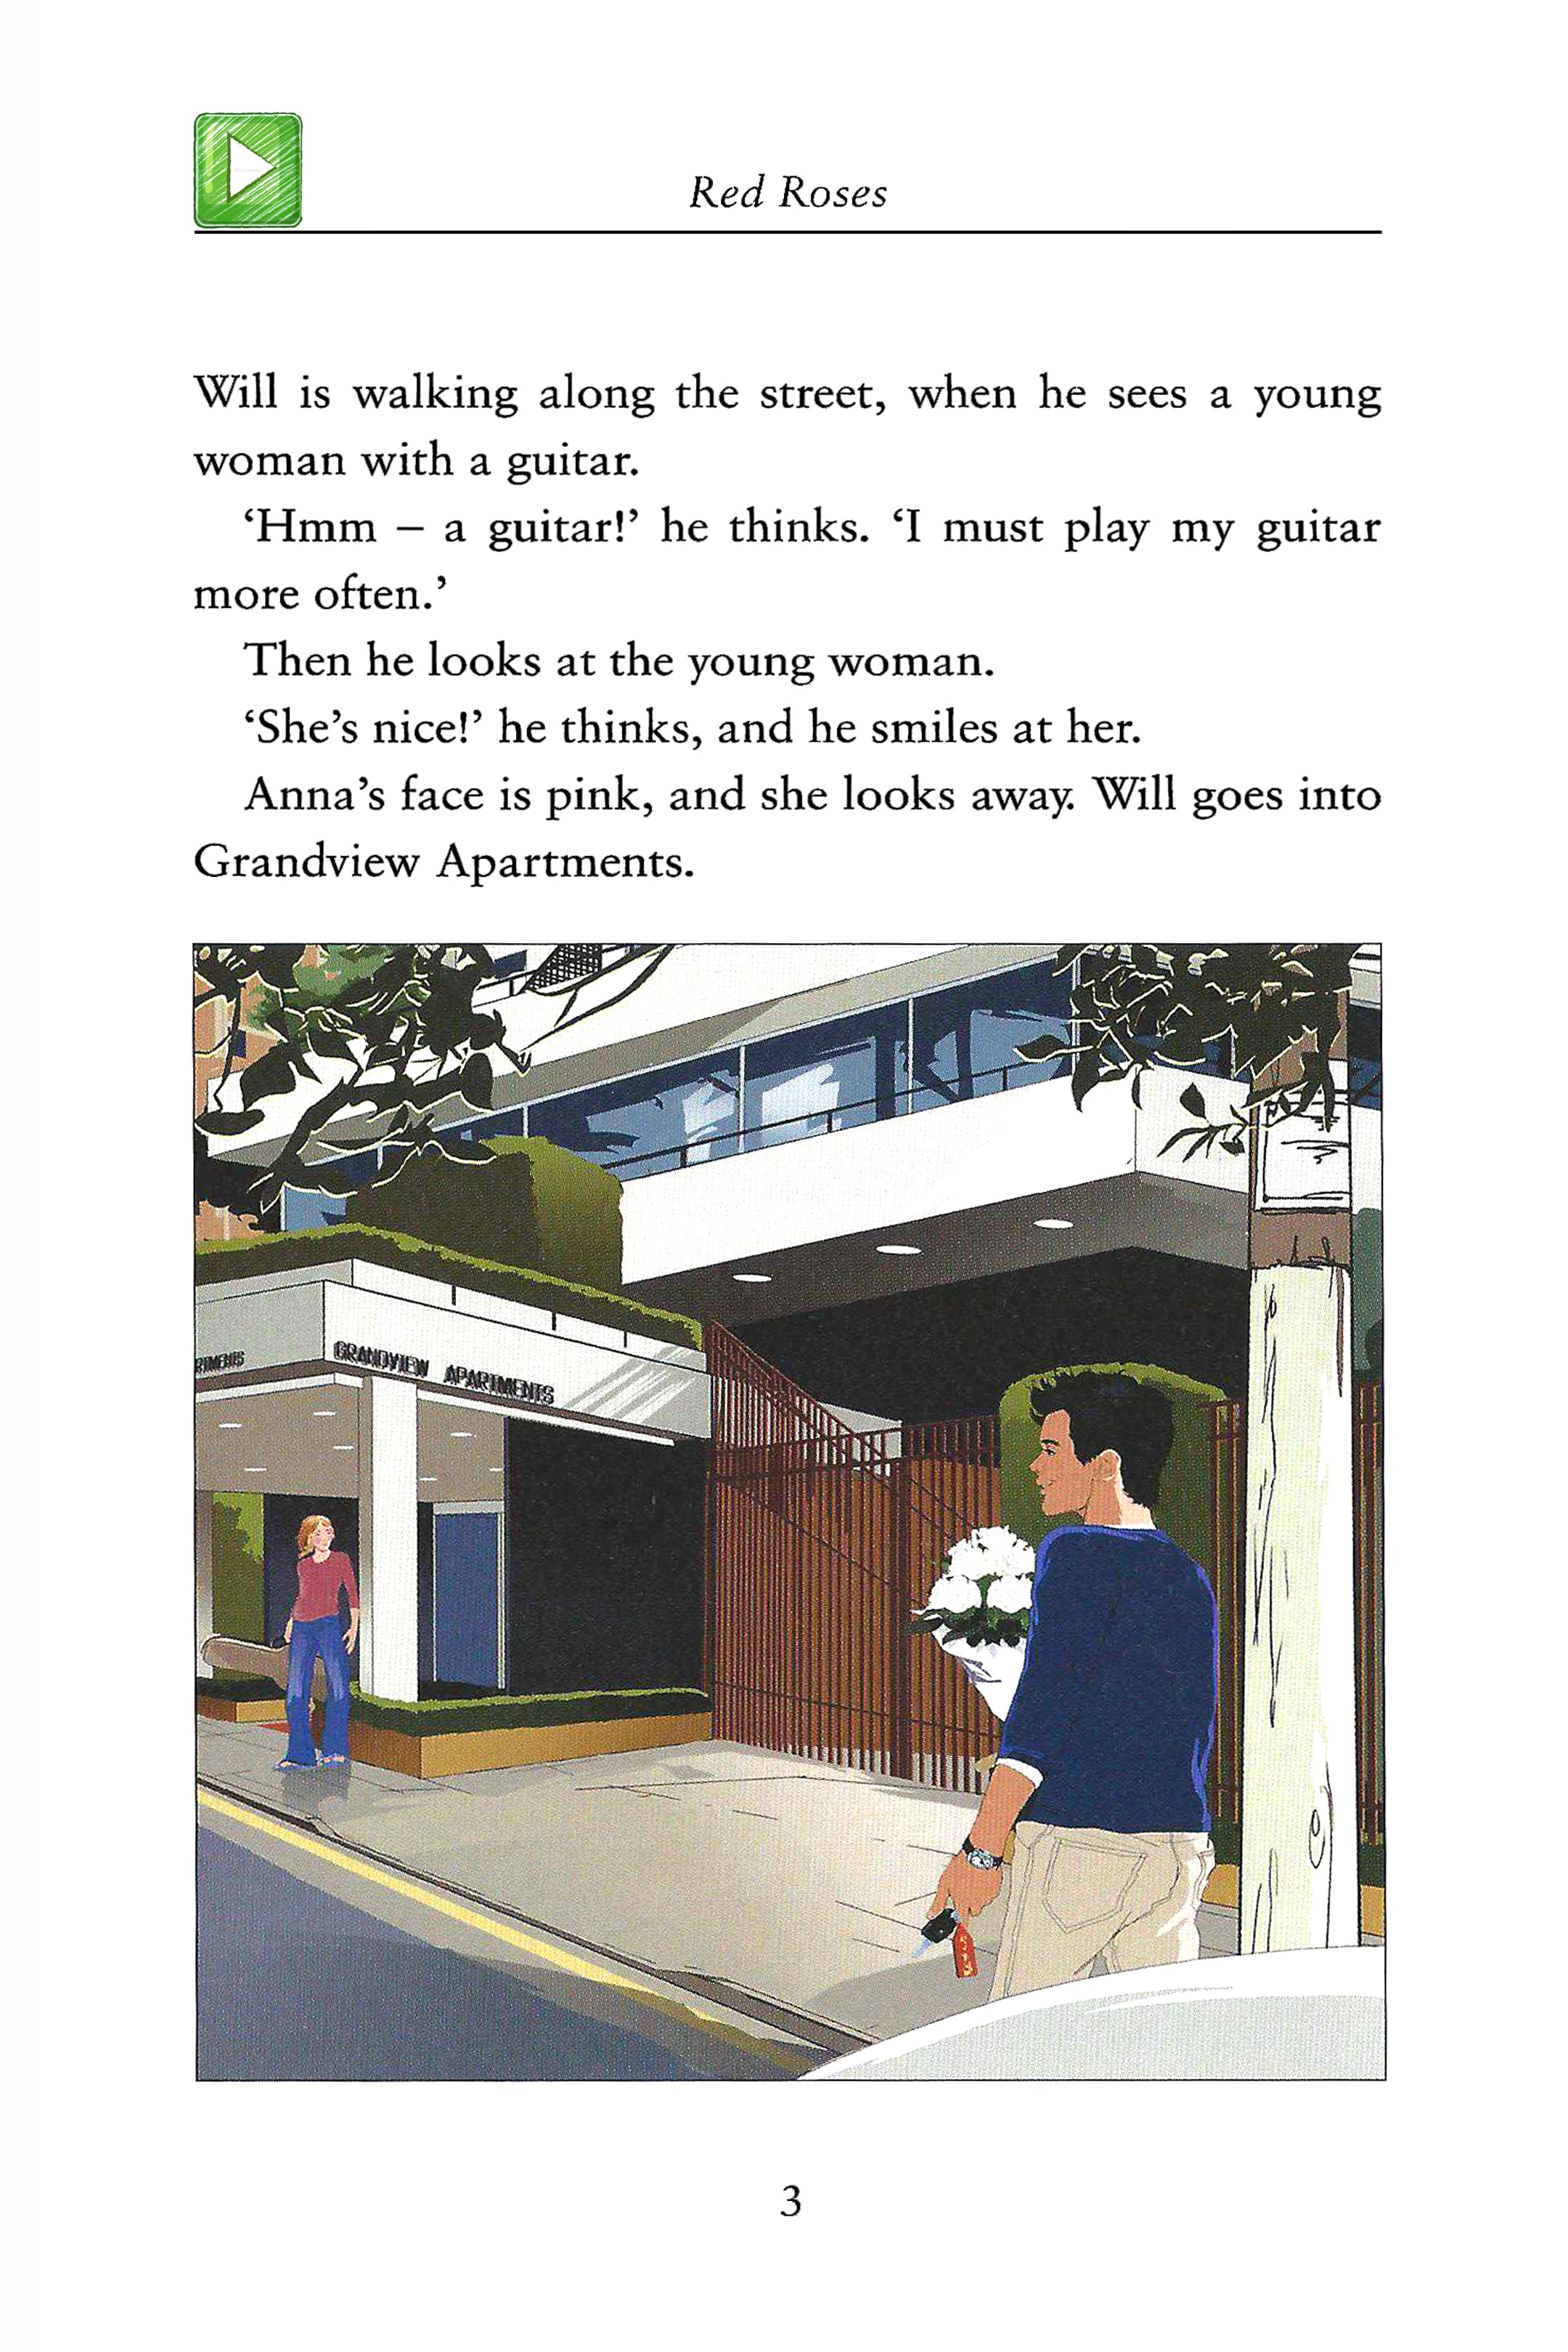 Red Roses
Will is walking along the street, when he sees a young
woman with a guitar.
‘Hmm – a guitar!’ he thinks. ‘I must play my guitar
more often.’
Then he looks at the young woman.
‘She’s nice!’ he thinks, and he smiles at her.
Anna’s face is pink, and she looks away. Will goes into
Grandview Apartments.
RTMENTS
GRANDVIEW APARTMENTS
3